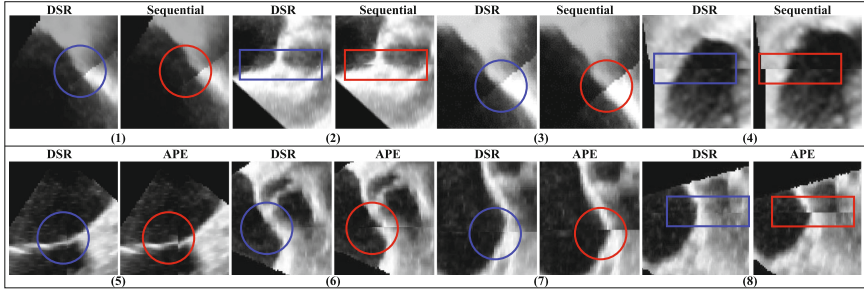 DSR Sequential DSR Sequential DSR Sequential DSR Sequential
(1) (2) (3) (4)
DSR APE DSR APE DSR APE DSR APE
(5) (6) (7) (8)